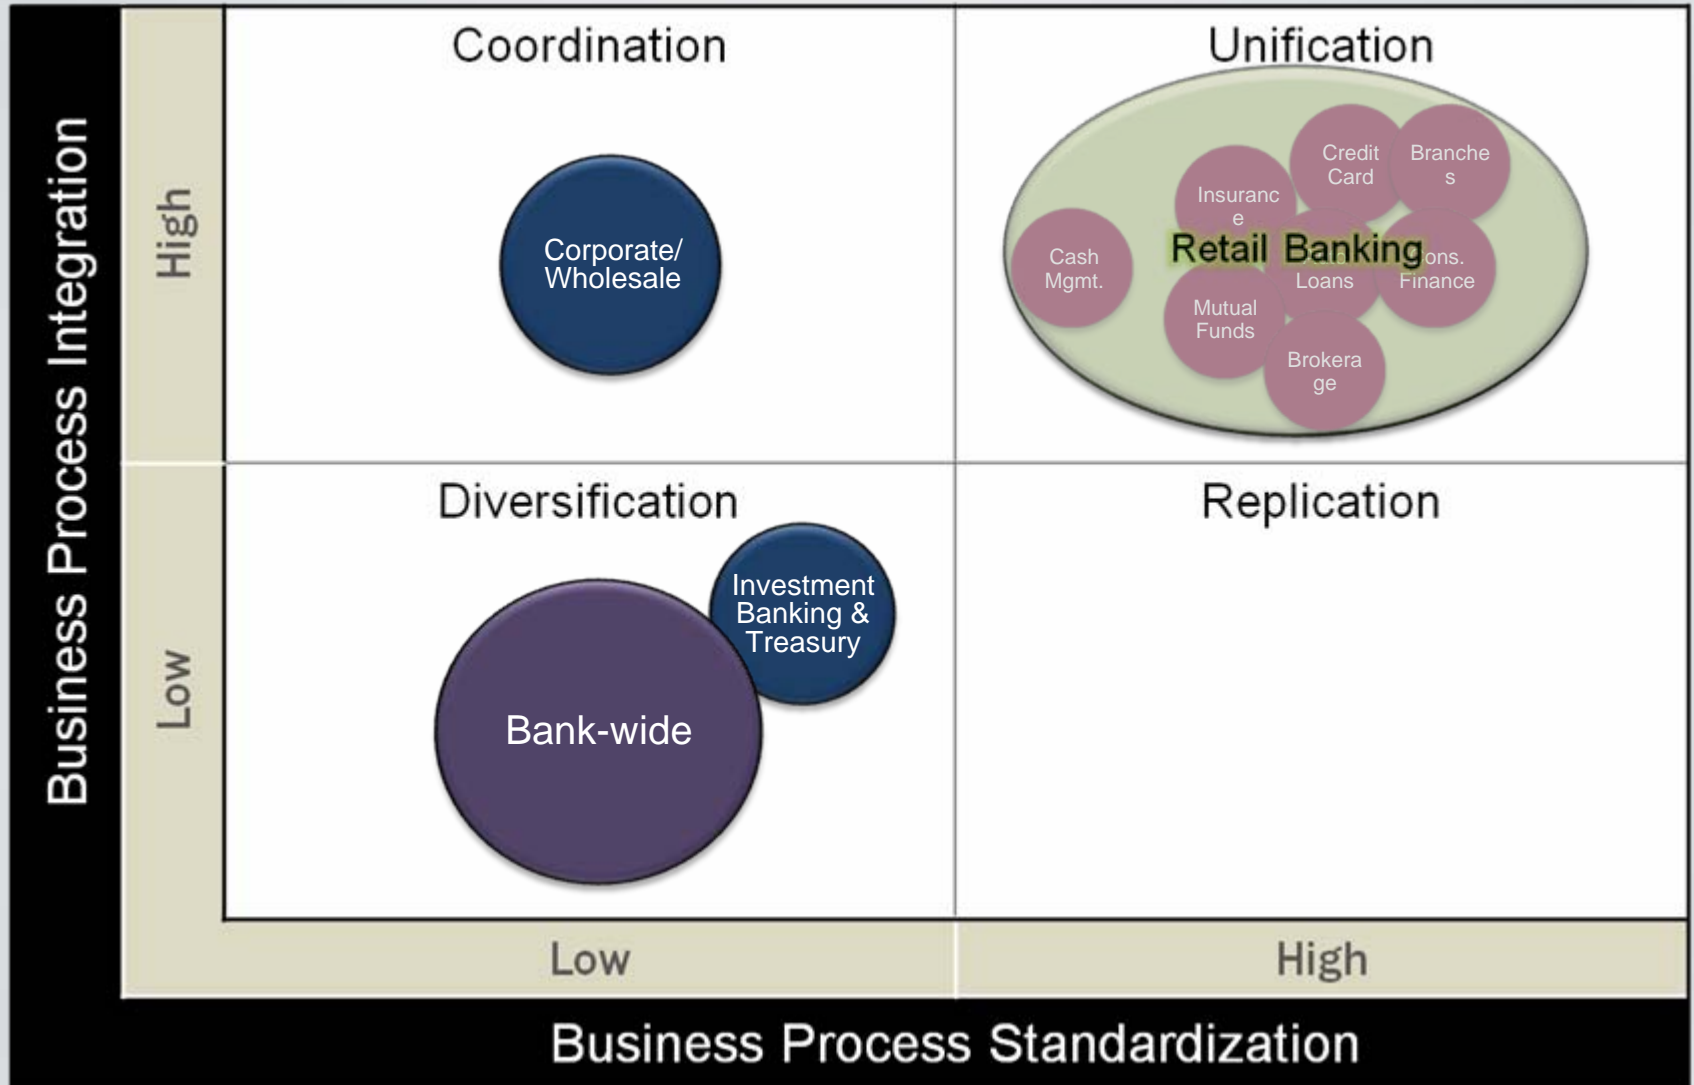 Business Process Integration
High
Low
Coordination
Corporate/
Wholesale
Unification
Credit
Card
Branche
s
Insuranc
e
Retail Banking
Cash
Mgmt.
Loans
Finance
Mutual
Funds
Brokera
ge
Diversification
Investment
Banking &
Treasury
Bank-wide
Replication
Low
High
Business Process Standardization